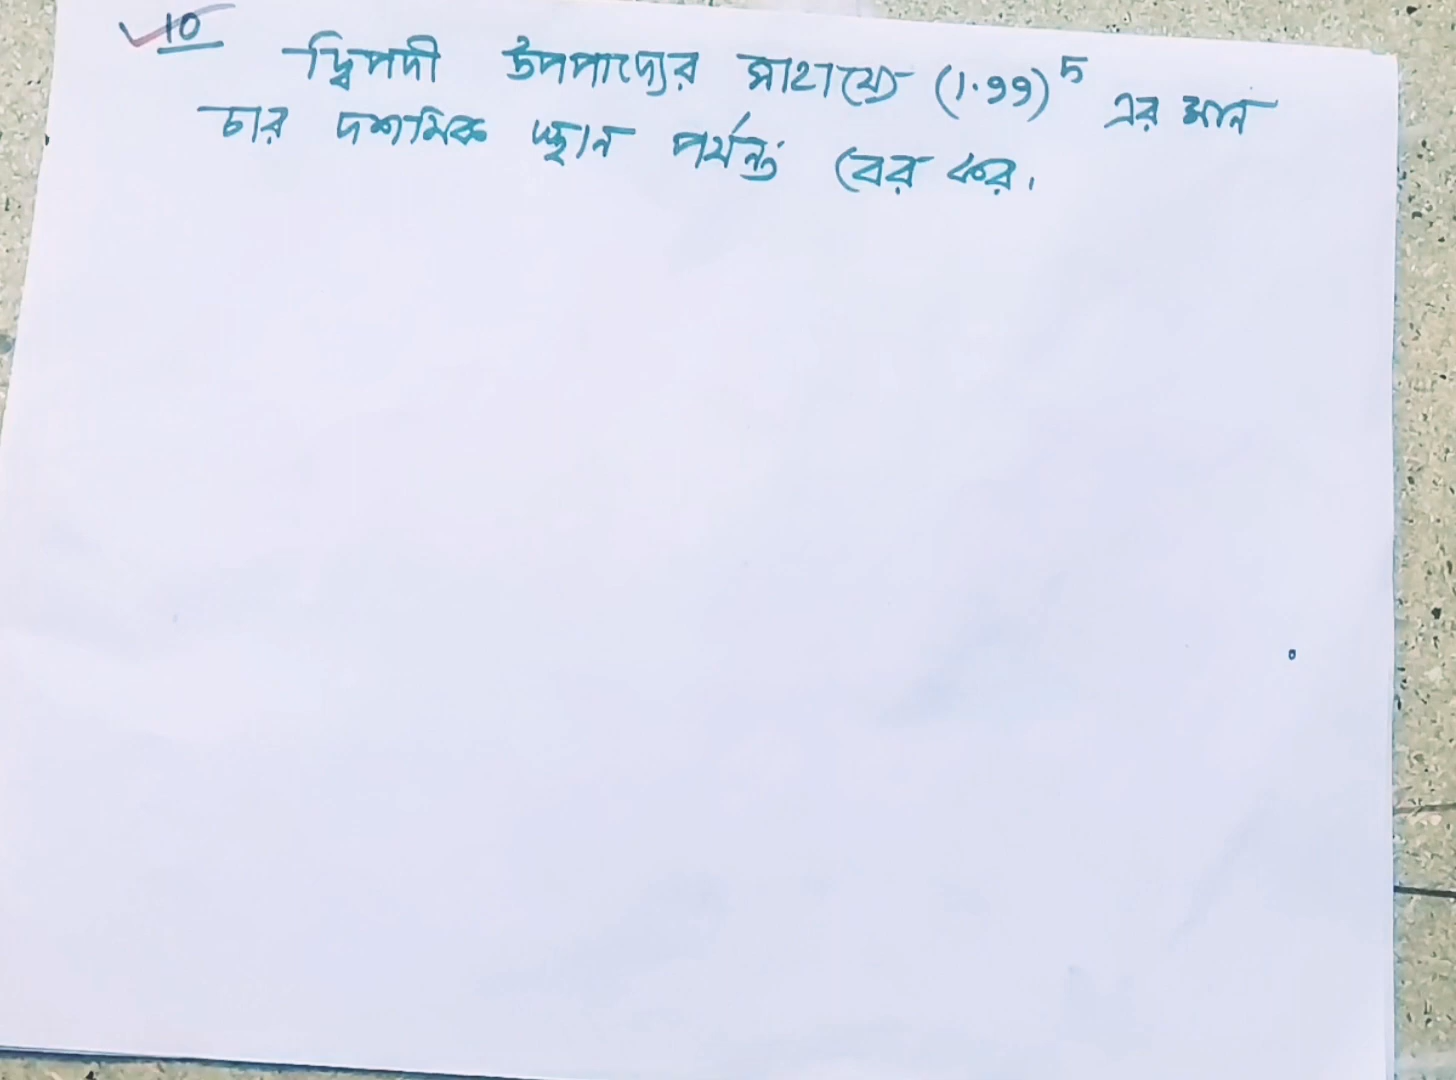 10
দ্বিপদী উপপাদ্যের সাহায্যে (1.99)^5 এর মান
চার দশমিক স্থান পর্যন্ত বের কর।